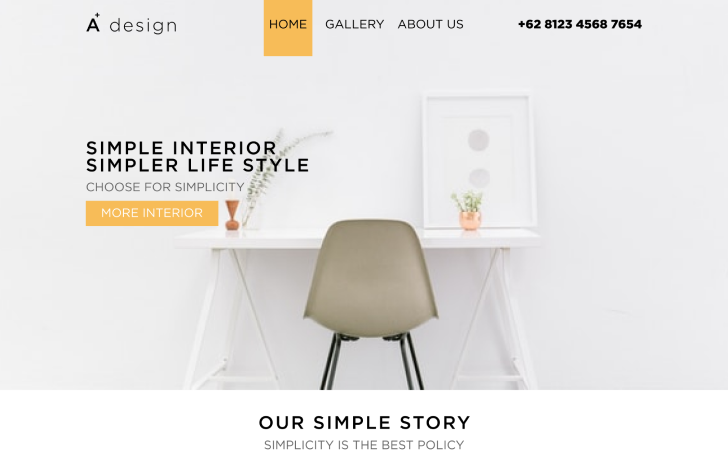 A+ design
HOME
GALLERY
ABOUT US
+62 8123 4568 7654
SIMPLE INTERIOR
SIMPLER LIFE STYLE
CHOOSE FOR SIMPLICITY
MORE INTERIOR
OUR SIMPLE STORY
SIMPLICITY IS THE BEST POLICY